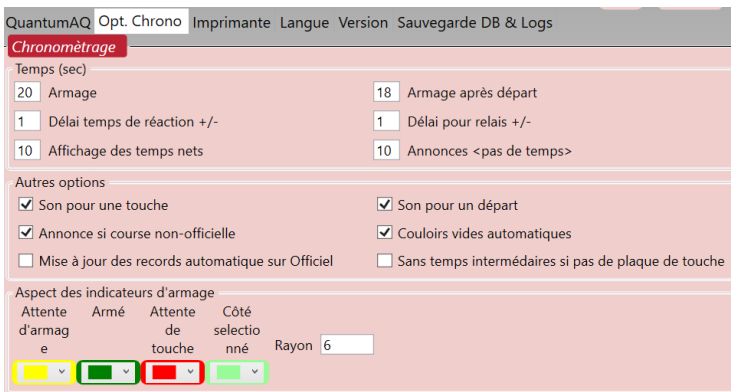 QuantumAQ Opt. Chrono Imprimante Langue Version Sauvegarde DB & Logs
Chronomètrage
Temps (sec)
20 Armage 18 Armage après départ
1 Délai temps de réaction +/- 1 Délai pour relais +/-
10 Affichage des temps nets 10 Annonces <pas de temps>
Autres options
Son pour une touche Son pour un départ
Annonce si course non-officielle Couloirs vides automatiques
Mise à jour des records automatique sur Officiel Sans temps intermédaires si pas de plaque de touche
Aspect des indicateurs d'armage
Attente Armé Attente Côté
d'armag de selectio
e touche nné Rayon 6